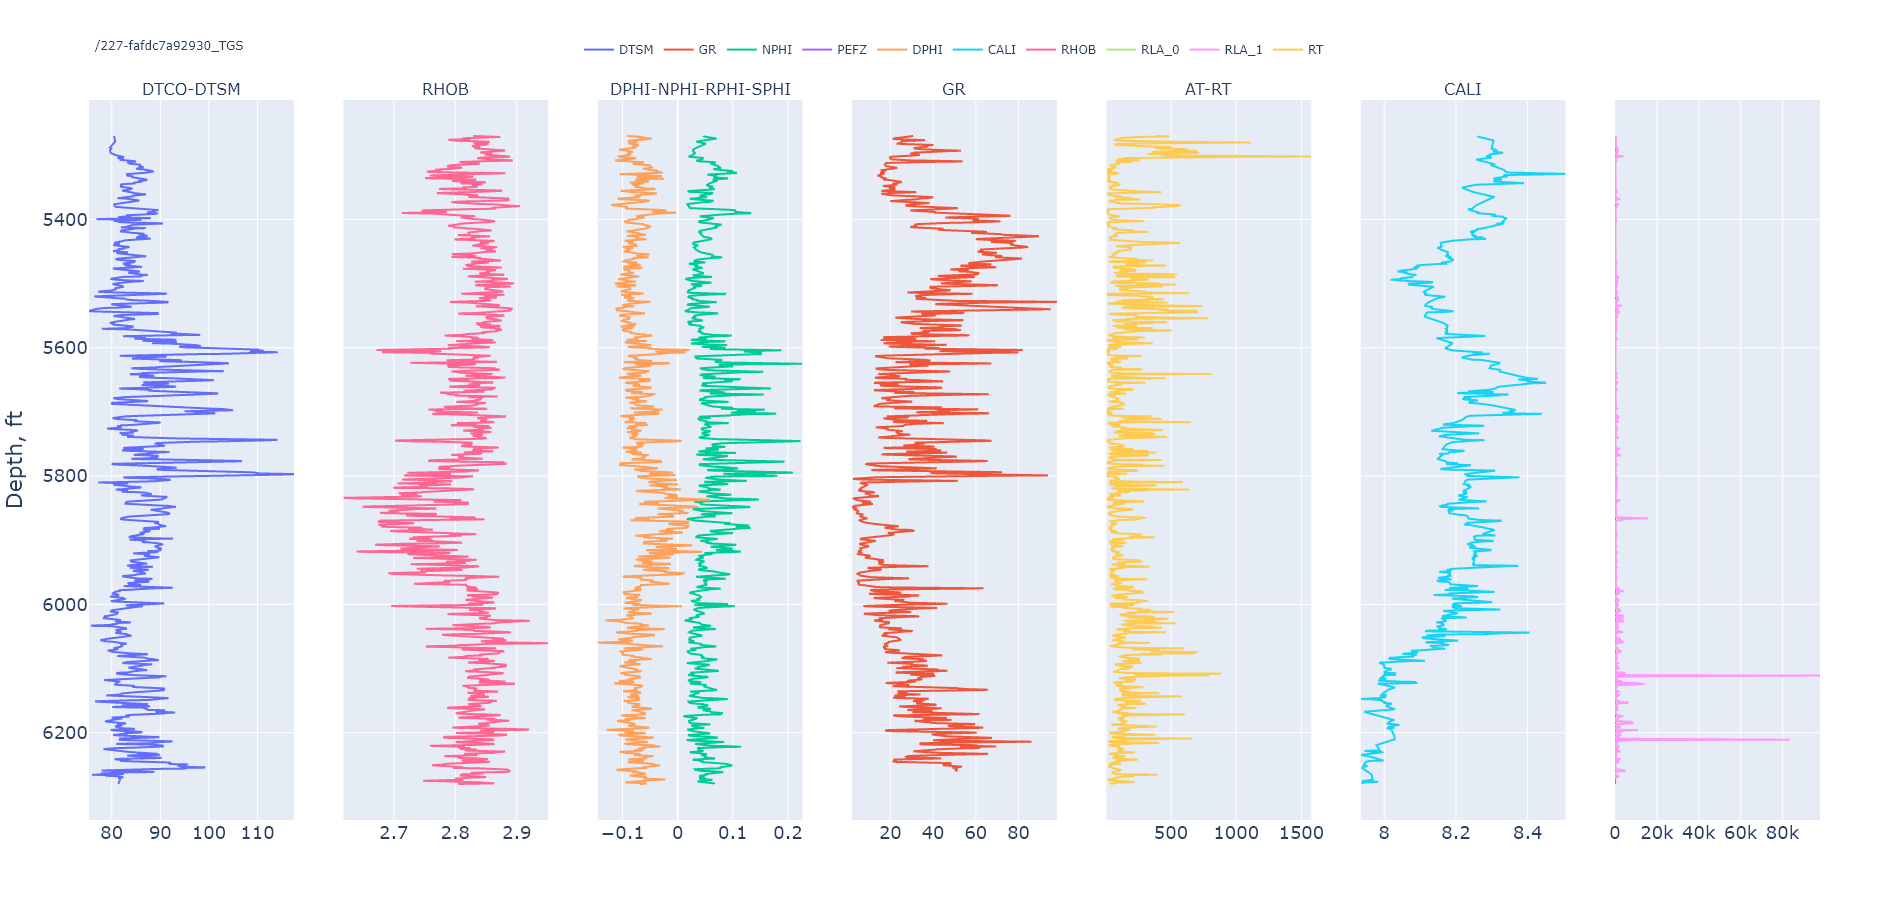 /227-fafdc7a92930_TGS
DTSM GR NPHI PEFZ DPHI CALI RHOB RLA_0 RLA_1 RT
DTCO-DTSM RHOB DPHI-NPHI-RPHI-SPHI GR AT-RT CALI
Depth, ft
5400
5600
5800
6000
6200
80 90 100 110 2.7 2.8 2.9 −0.1 0 0.1 0.2 20 40 60 80 500 1000 1500 8 8.2 8.4 0 20k 40k 60k 80k